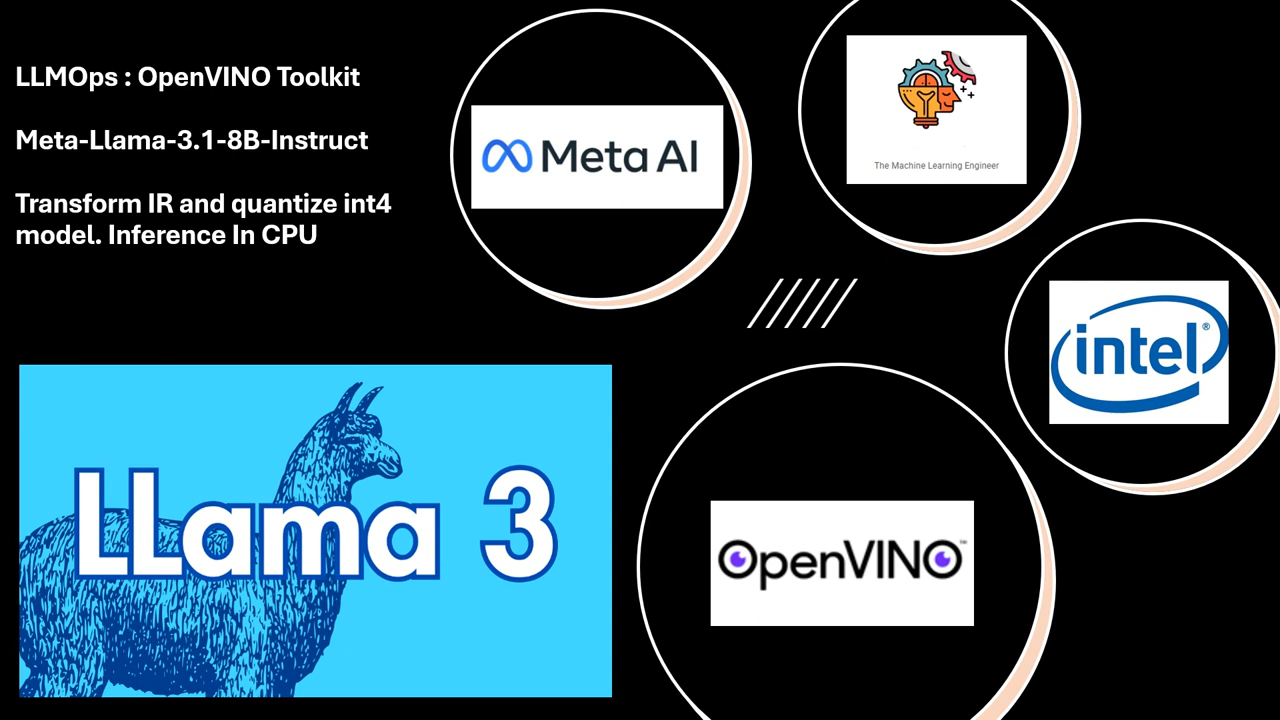 LLMOps : OpenVINO Toolkit
Meta-Llama-3.1-8B-Instruct
Transform IR and quantize int4
model. Inference In CPU
Meta AI
The Machine Learning Engineer
intel®
LLama 3
OpenVINO™